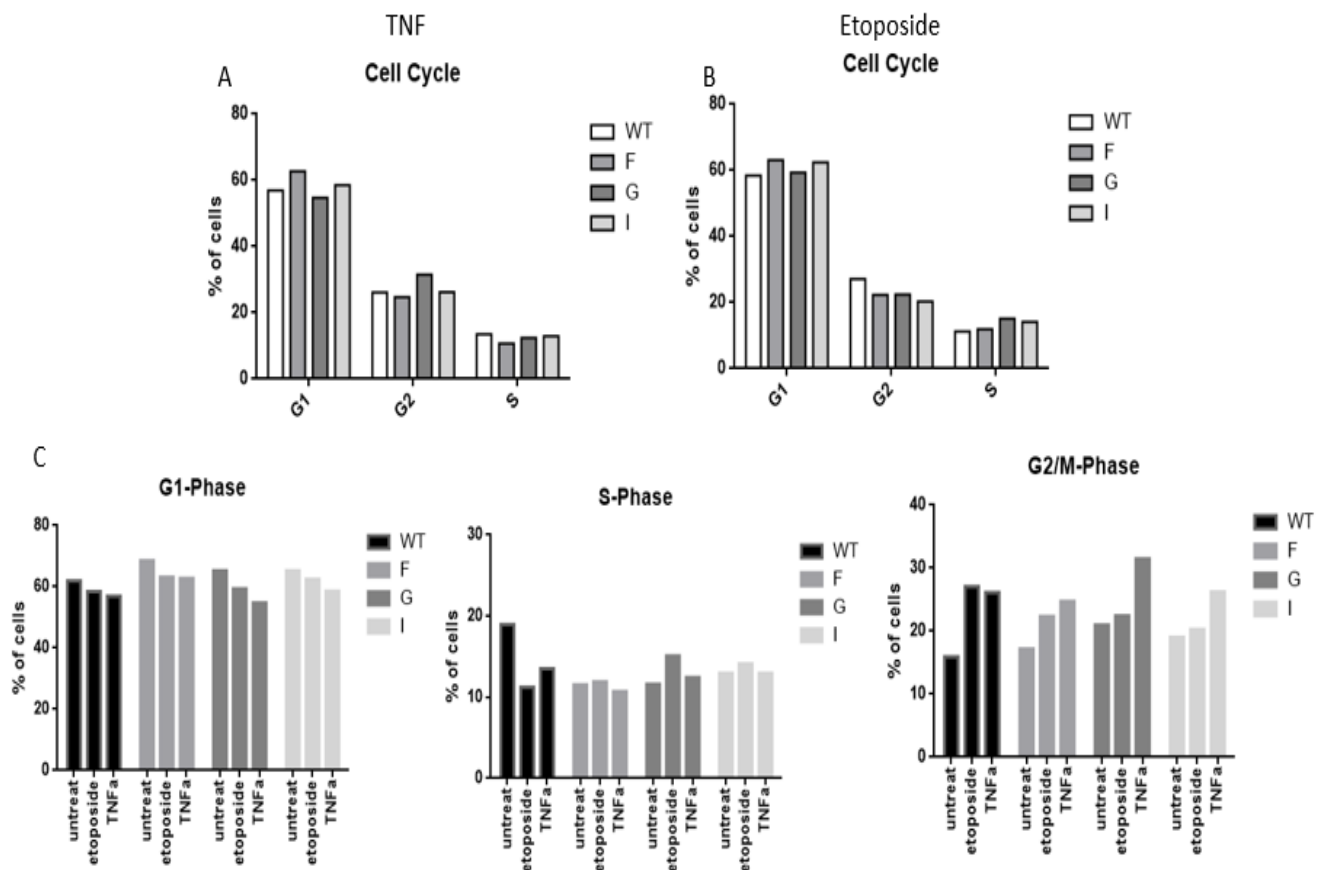 TNF
Etoposide
A
Cell Cycle
B
Cell Cycle
80
60
40
20
0
% of cells
G1
G2
S
WT
F
G
I
80
60
40
20
0
% of cells
G1
G2
S
WT
F
G
I
C
G1-Phase
80
60
40
20
0
% of cells
untreat
etoposide
TNFa
untreat
etoposide
TNFa
untreat
etoposide
TNFa
untreat
etoposide
TNFa
WT
F
G
I
S-Phase
30
20
10
0
% of cells
untreat
etoposide
TNFa
untreat
etoposide
TNFa
untreat
etoposide
TNFa
untreat
etoposide
TNFa
WT
F
G
I
G2/M-Phase
40
30
20
10
0
% of cells
untreat
etoposide
TNFa
untreat
etoposide
TNFa
untreat
etoposide
TNFa
untreat
etoposide
TNFa
WT
F
G
I